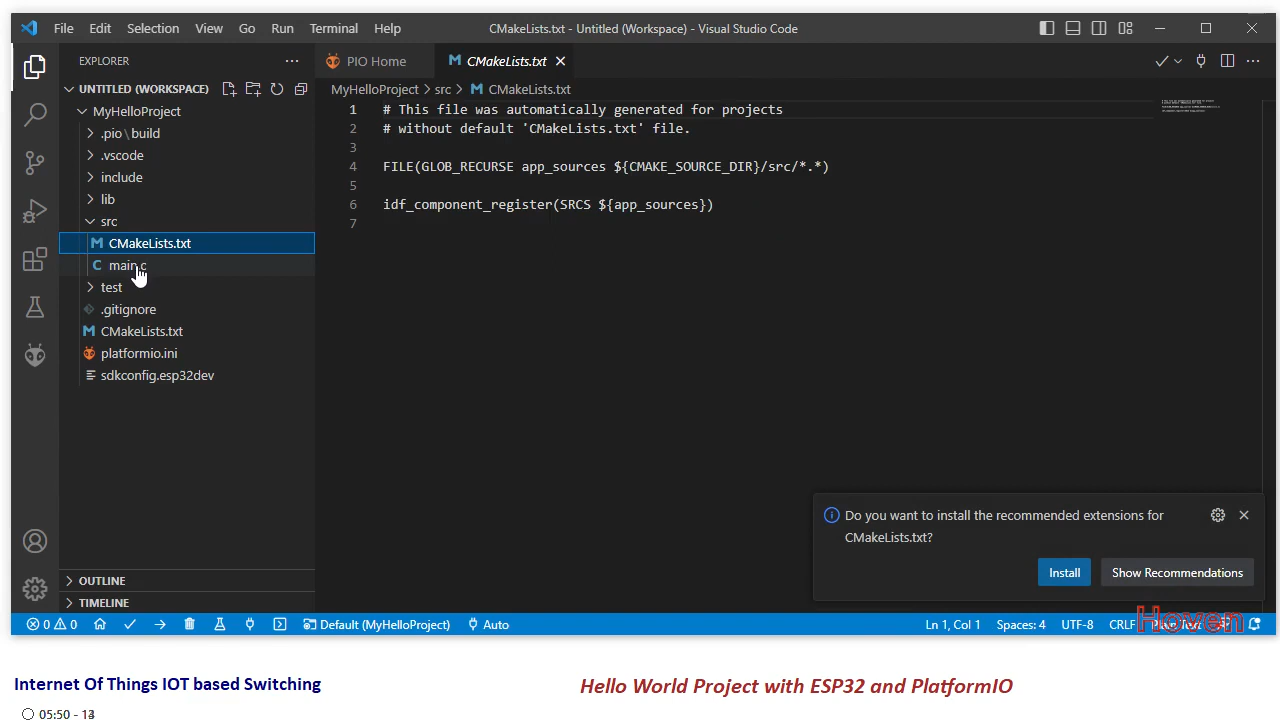 File Edit Selection View Go Run Terminal Help CMakeLists.txt - Untitled (Workspace) - Visual Studio Code
EXPLORER
UNTITLED (WORKSPACE)
MyHelloProject
.pio \ build
.vscode
include
lib
src
CMakeLists.txt
main.c
test
.gitignore
CMakeLists.txt
platformio.ini
sdkconfig.esp32dev
OUTLINE
TIMELINE
PIO Home CMakeLists.txt
MyHelloProject > src > CMakeLists.txt
1 # This file was automatically generated for projects
2 # without default 'CMakeLists.txt' file.
3
4 FILE(GLOB_RECURSE app_sources ${CMAKE_SOURCE_DIR}/src/*.*)
5
6 idf_component_register(SRCS ${app_sources})
7
Do you want to install the recommended extensions for
CMakeLists.txt?
Install Show Recommendations
0 0 Default (MyHelloProject) Auto Ln 1, Col 1 Spaces: 4 UTF-8 CRLF Plain Text
Hoven
Internet Of Things IOT based Switching
Hello World Project with ESP32 and PlatformIO
05:50 -